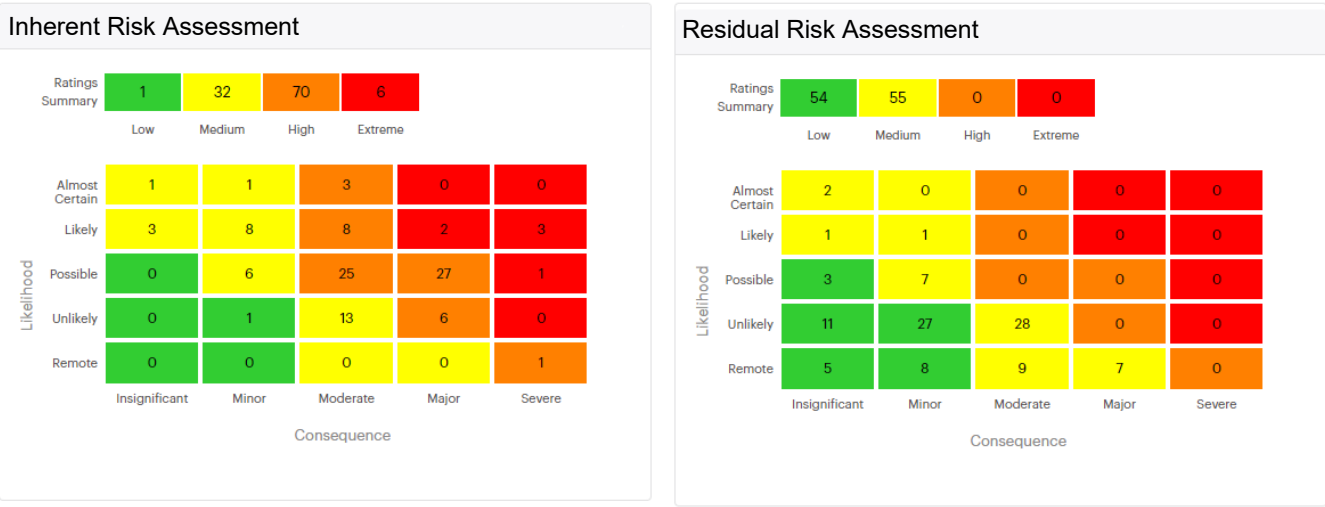 Inherent Risk Assessment
Ratings
Summary
1 32 70 6
Low Medium High Extreme
Likelihood
Almost
Certain
1 1 3 0 0
Likely 3 8 8 2 3
Possible 0 6 25 27 1
Unlikely 0 1 13 6 0
Remote 0 0 0 0 1
Insignificant Minor Moderate Major Severe
Consequence
Residual Risk Assessment
Ratings
Summary
54 55 0 0
Low Medium High Extreme
Likelihood
Almost
Certain
2 0 0 0 0
Likely 1 1 0 0 0
Possible 3 7 0 0 0
Unlikely 11 27 28 0 0
Remote 5 8 9 7 0
Insignificant Minor Moderate Major Severe
Consequence